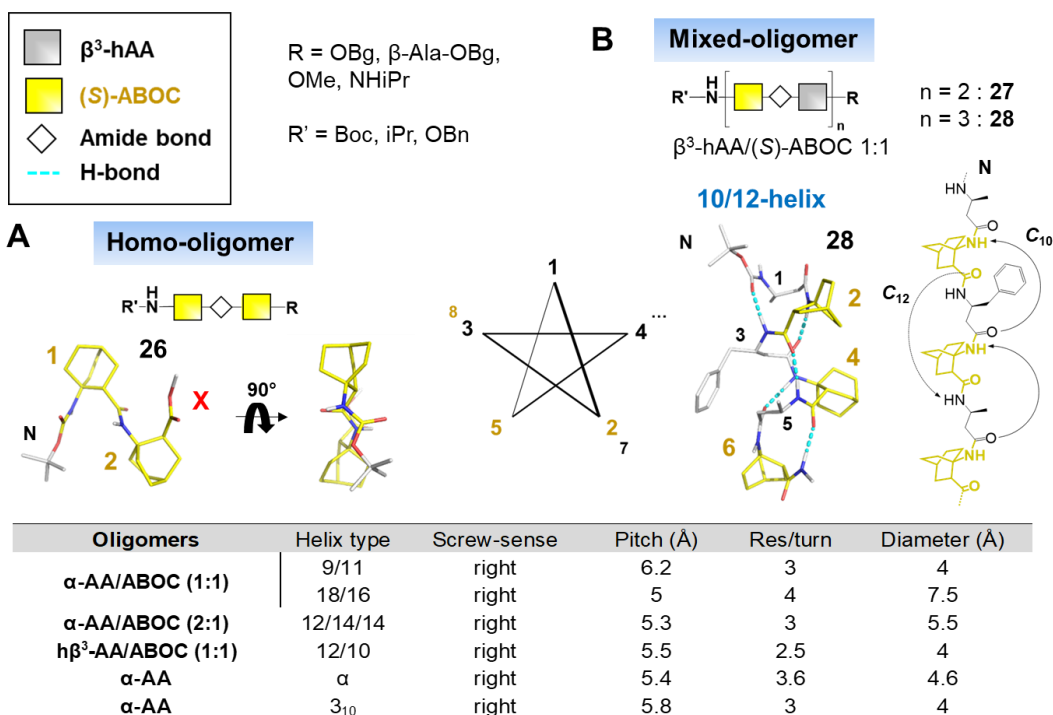 β³-hAA
(S)-ABOC
Amide bond
H-bond
R = OBg, β-Ala-OBg,
OMe, NHiPr
R' = Boc, iPr, OBn
B
Mixed-oligomer
R' H N R n
β³-hAA/(S)-ABOC 1:1
n = 2 : 27
n = 3 : 28
10/12-helix
N
28
1
2
3
4
5
6
N
HN
O
C₁₀
NH
O
C₁₂
HN
O
NH
O
HN
O
NH
O
A
Homo-oligomer
R' H N R
26
1
X
90°
N
2
1
8
3
4
...
5
2
7
Oligomers Helix type Screw-sense Pitch (Å) Res/turn Diameter (Å)
α-AA/ABOC (1:1) 9/11 right 6.2 3 4
18/16 right 5 4 7.5
α-AA/ABOC (2:1) 12/14/14 right 5.3 3 5.5
hβ³-AA/ABOC (1:1) 12/10 right 5.5 2.5 4
α-AA α right 5.4 3.6 4.6
α-AA 3₁₀ right 5.8 3 4